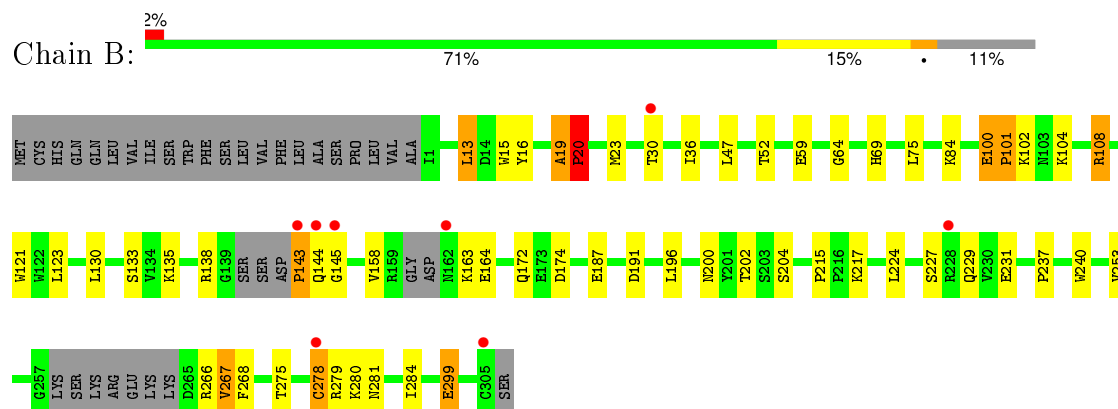 2%
Chain B:
71% 15% • 11%
MET CYS HIS GLN GLN LEU VAL ILE SER TRP PHE SER LEU VAL PHE LEU ALA SER PRO LEU VAL ALA I1 L13 D14 W15 Y16 A19 P20 M23 T30 I36 L47 T52 E59 G64 H69 L75 K84 E100 P101 K102 N103 K104 R108
W121 W122 L123 L130 S133 V134 K135 R138 G139 SER SER ASP P143 Q144 G145 V158 R159 GLY ASP N162 K163 E164 Q172 E173 D174 E187 D191 L196 N200 Y201 T202 S203 S204 P215 P216 K217 L224 S227 R228 Q229 V230 E231 P237 W240
G257 LYS SER LYS ARG GLU LYS LYS D265 R266 V267 F268 T275 C278 R279 K280 N281 I284 E299 C305 SER